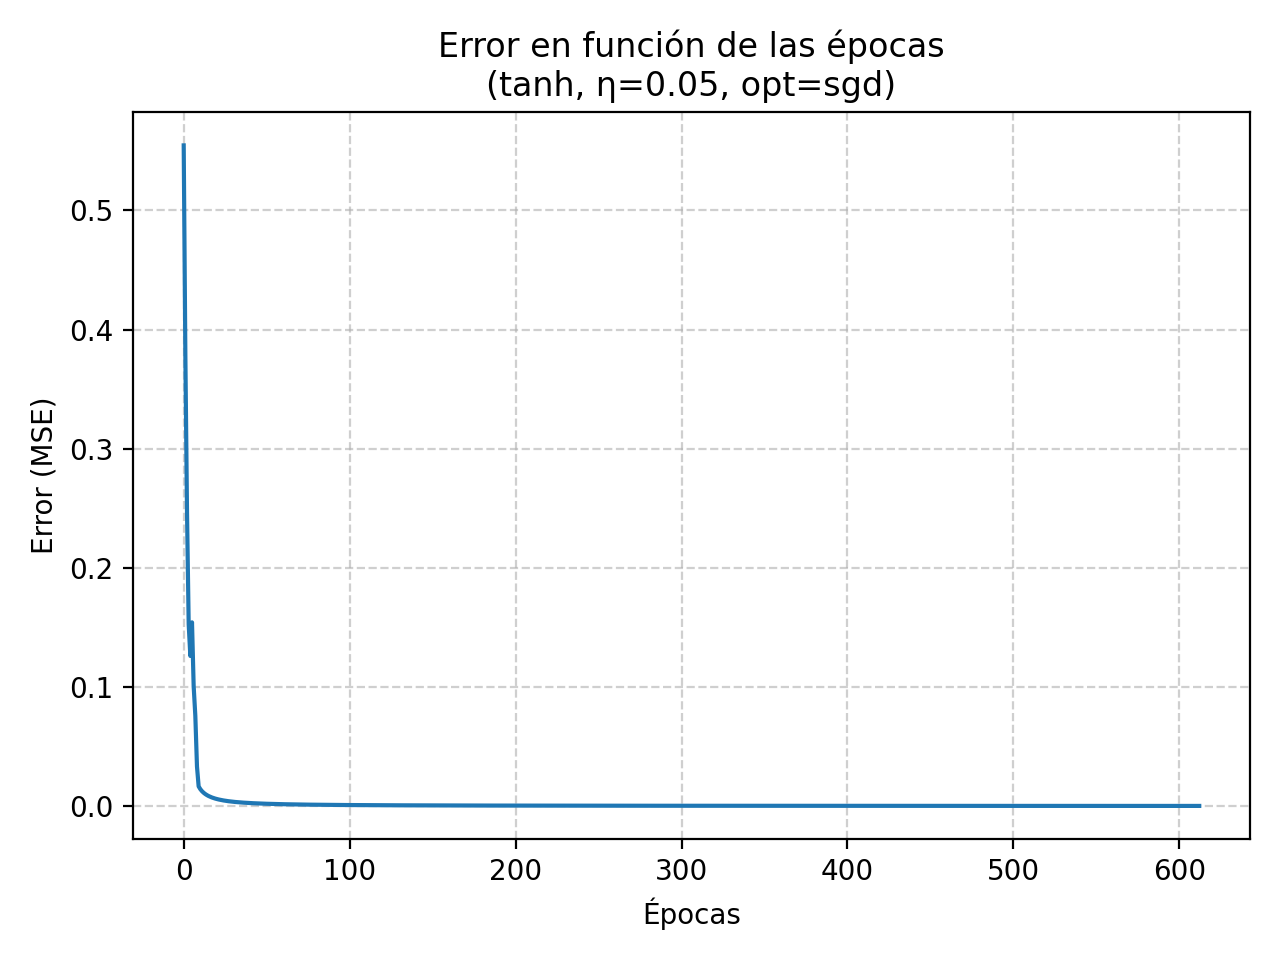 Error en función de las épocas
(tanh, η=0.05, opt=sgd)
Error (MSE)
0.5
0.4
0.3
0.2
0.1
0.0
0 100 200 300 400 500 600
Épocas